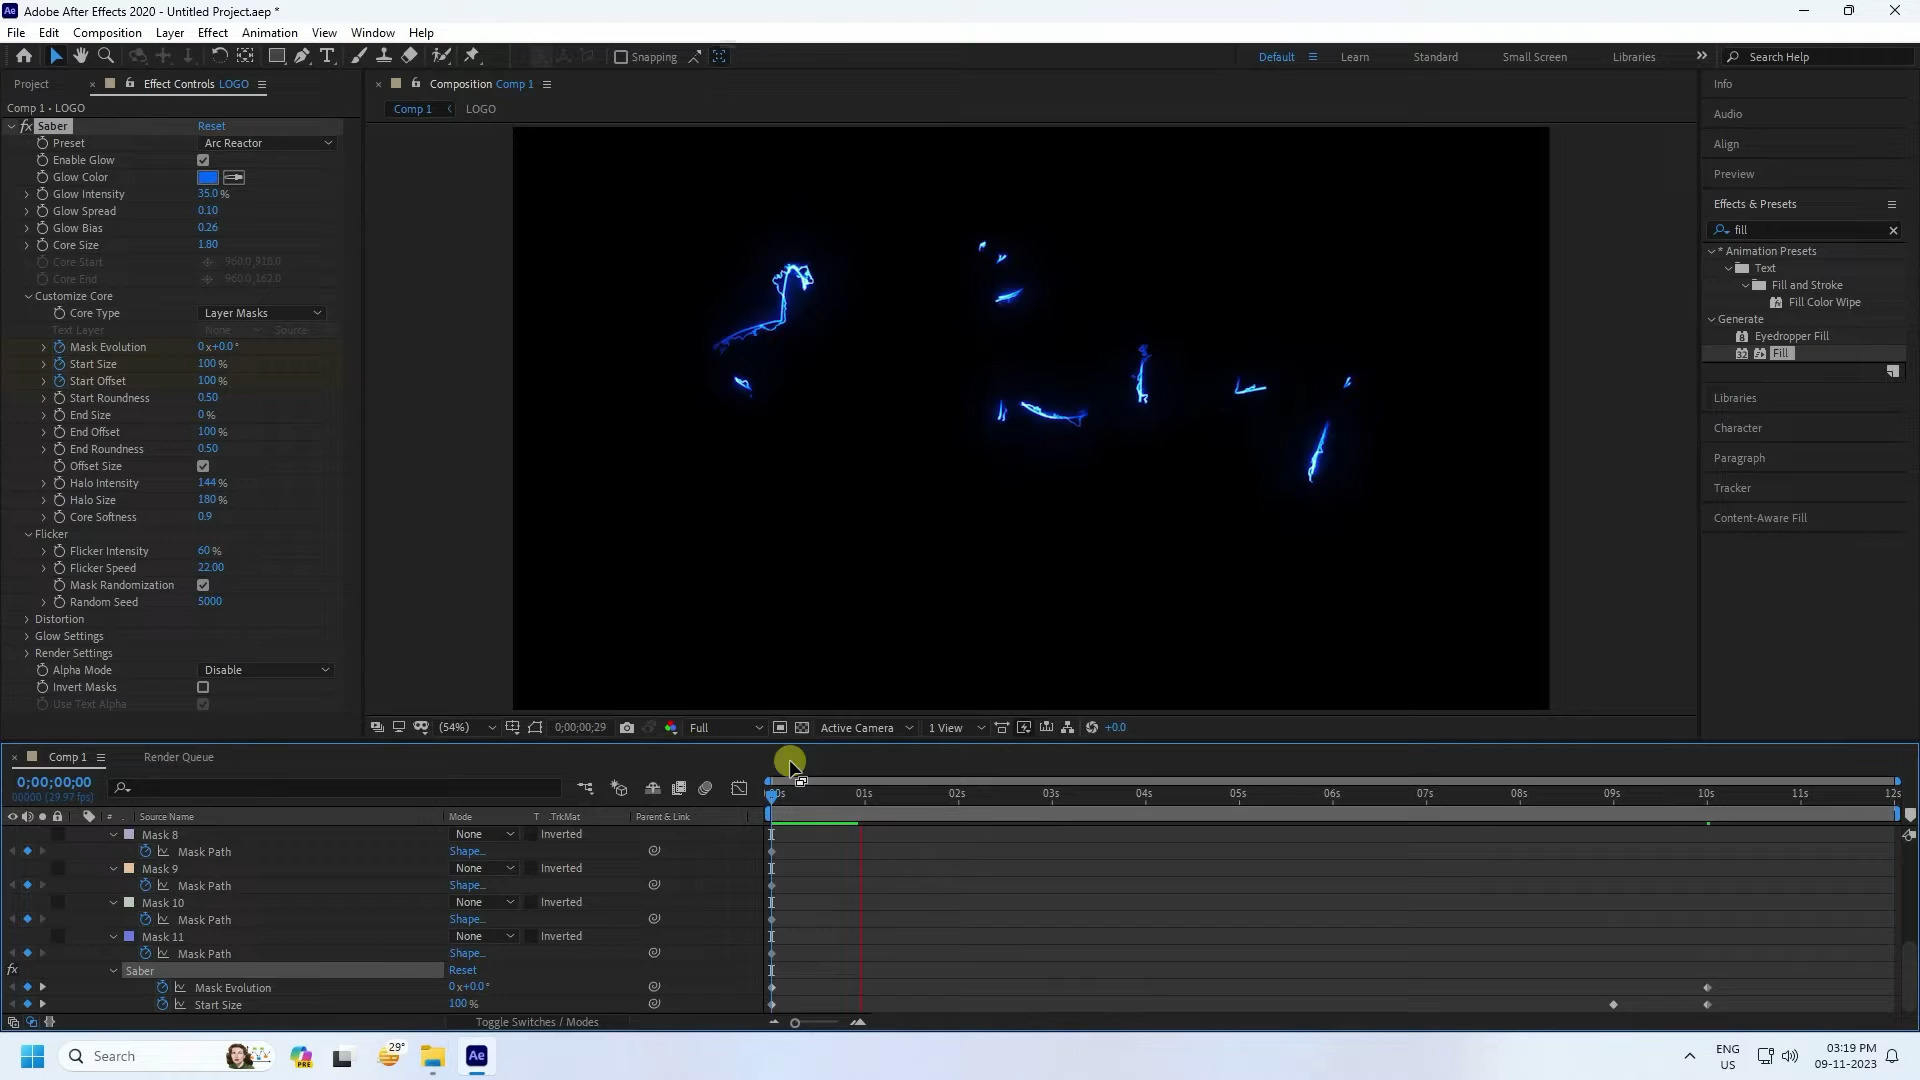 Adobe After Effects 2020 - Untitled Project.aep *
File Edit Composition Layer Effect Animation View Window Help
Snapping
Default Learn Standard Small Screen Libraries Search Help
Project Effect Controls LOGO
Composition Comp 1
Comp 1 • LOGO
Comp 1 LOGO
fx Saber Reset
Preset Arc Reactor
Enable Glow
Glow Color
Glow Intensity 35.0 %
Glow Spread 0.10
Glow Bias 0.26
Core Size 1.80
Core Start 960.0,918.0
Core End 960.0,162.0
Customize Core
Core Type Layer Masks
Text Layer None Source
Mask Evolution 0x+0.0°
Start Size 100 %
Start Offset 100 %
Start Roundness 0.50
End Size 0 %
End Offset 100 %
End Roundness 0.50
Offset Size
Halo Intensity 144 %
Halo Size 180 %
Core Softness 0.9
Flicker
Flicker Intensity 60 %
Flicker Speed 22.00
Mask Randomization
Random Seed 5000
Distortion
Glow Settings
Render Settings
Alpha Mode Disable
Invert Masks
Use Text Alpha
Info
Audio
Align
Preview
Effects & Presets
fill
* Animation Presets
Text
Fill and Stroke
Fill Color Wipe
Generate
Eyedropper Fill
32 Fill
Libraries
Character
Paragraph
Tracker
Content-Aware Fill
(54%) 0;00;00;29 Full Active Camera 1 View +0.0
Comp 1 Render Queue
0;00;00;00
00000 (29.97 fps)
00s 01s 02s 03s 04s 05s 06s 07s 08s 09s 10s 11s 12s
# . Source Name Mode T .TrkMat Parent & Link
Mask 8 None Inverted
Mask Path Shape...
Mask 9 None Inverted
Mask Path Shape...
Mask 10 None Inverted
Mask Path Shape...
Mask 11 None Inverted
Mask Path Shape...
fx Saber Reset
Mask Evolution 0x+0.0°
Start Size 100 %
Toggle Switches / Modes
Search PRE 29° Ae
ENG
US
03:19 PM
09-11-2023